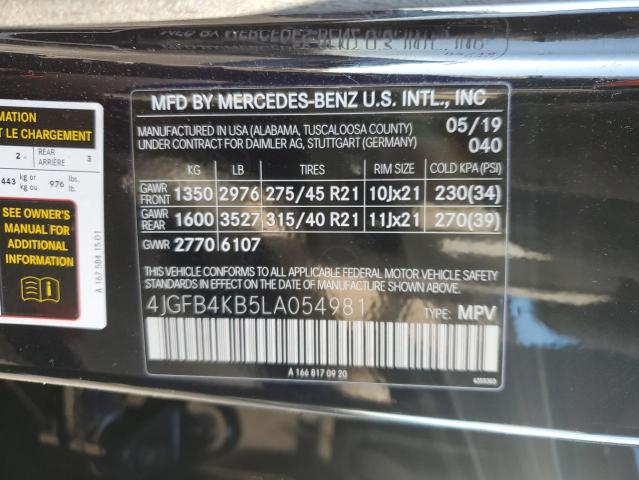 MFD BY MERCEDES-BENZ U.S. INTL., INC
MANUFACTURED IN USA (ALABAMA, TUSCALOOSA COUNTY) 05/19
UNDER CONTRACT FOR DAIMLER AG, STUTTGART (GERMANY) 040
KG LB TIRES RIM SIZE COLD KPA (PSI)
GAWR FRONT 1350 2976 275/45 R21 10Jx21 230(34)
GAWR REAR 1600 3527 315/40 R21 11Jx21 270(39)
GVWR 2770 6107
THIS VEHICLE CONFORMS TO ALL APPLICABLE FEDERAL MOTOR VEHICLE SAFETY
STANDARDS IN EFFECT ON THE DATE OF MANUFACTURE SHOWN ABOVE.
4JGFB4KB5LA054981 TYPE: MPV
A 166 817 09 20
MATION
T LE CHARGEMENT
2 - REAR ARRIÈRE 3
443 kg or kg ou 976 lbs. lb.
SEE OWNER'S
MANUAL FOR
ADDITIONAL
INFORMATION
A 167 584 15 01